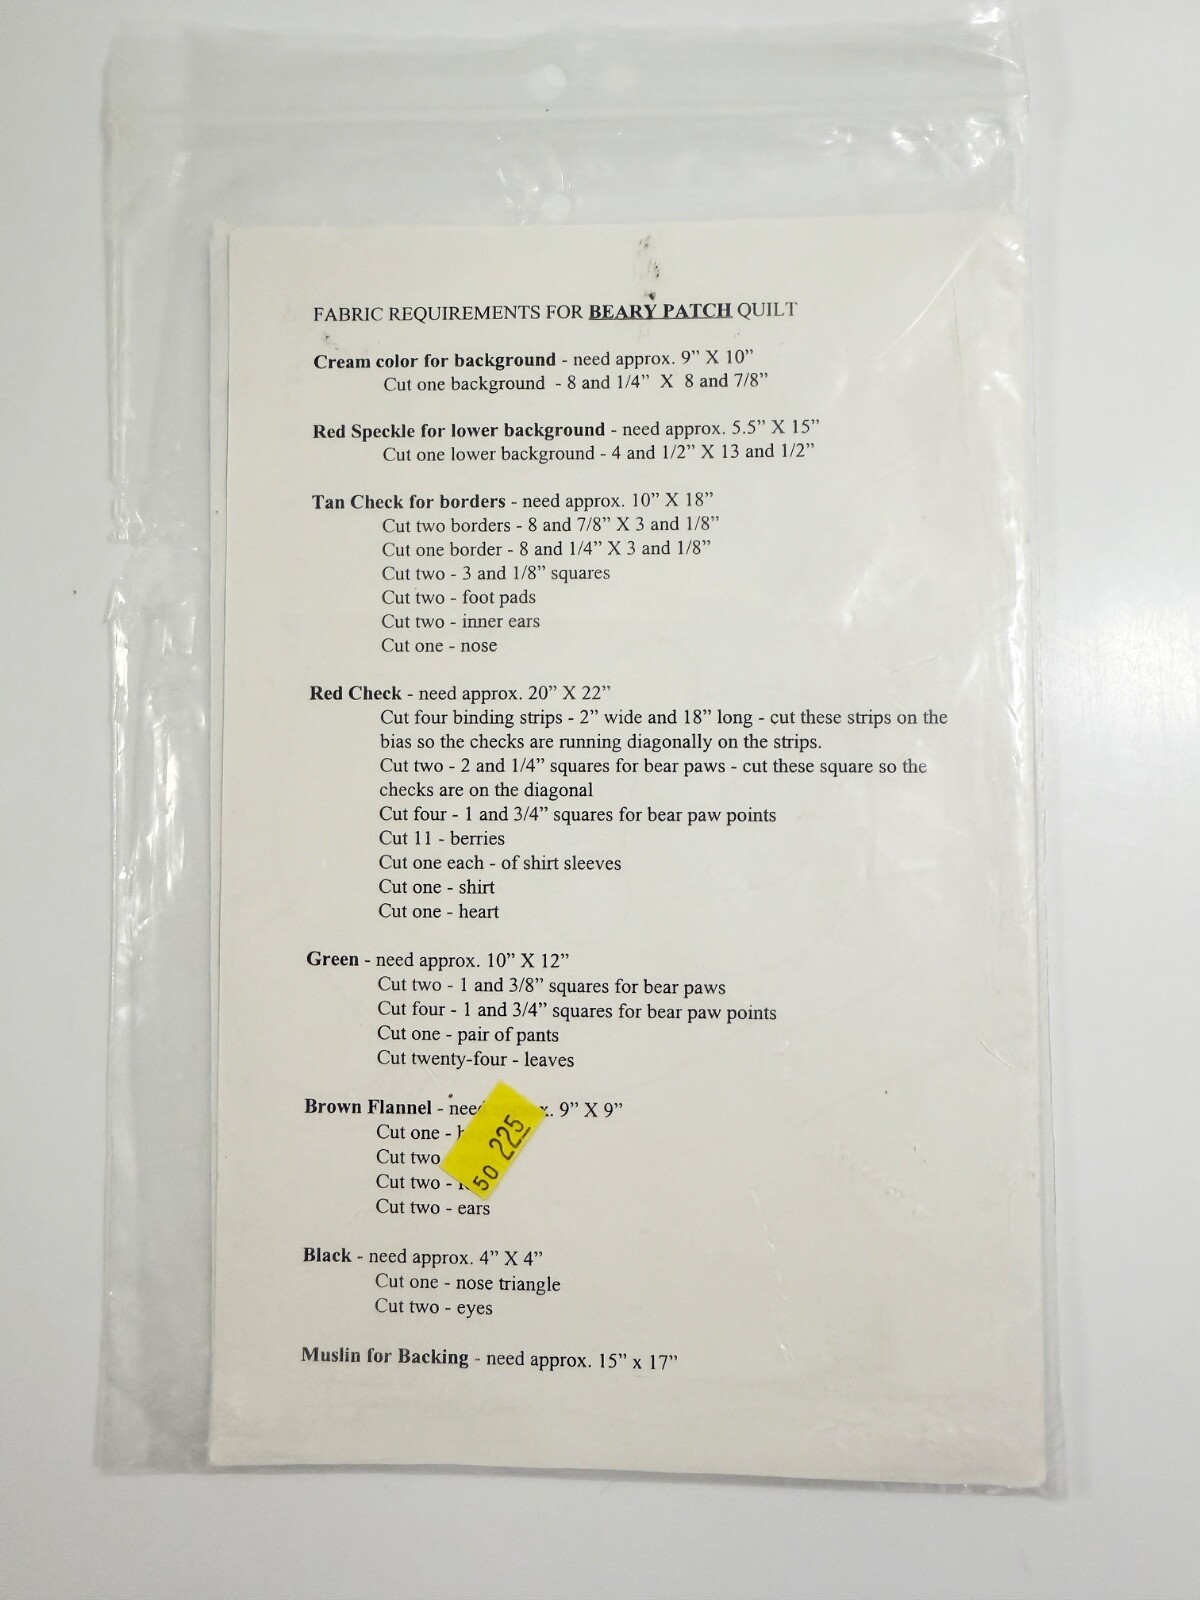 FABRIC REQUIREMENTS FOR BEARY PATCH QUILT
Cream color for background - need approx. 9” X 10”
Cut one background - 8 and 1/4” X 8 and 7/8”
Red Speckle for lower background - need approx. 5.5” X 15”
Cut one lower background - 4 and 1/2” X 13 and 1/2”
Tan Check for borders - need approx. 10” X 18”
Cut two borders - 8 and 7/8” X 3 and 1/8”
Cut one border - 8 and 1/4” X 3 and 1/8”
Cut two - 3 and 1/8” squares
Cut two - foot pads
Cut two - inner ears
Cut one - nose
Red Check - need approx. 20” X 22”
Cut four binding strips - 2” wide and 18” long - cut these strips on the
bias so the checks are running diagonally on the strips.
Cut two - 2 and 1/4” squares for bear paws - cut these square so the
checks are on the diagonal
Cut four - 1 and 3/4” squares for bear paw points
Cut 11 - berries
Cut one each - of shirt sleeves
Cut one - shirt
Cut one - heart
Green - need approx. 10” X 12”
Cut two - 1 and 3/8” squares for bear paws
Cut four - 1 and 3/4” squares for bear paw points
Cut one - pair of pants
Cut twenty-four - leaves
Brown Flannel - 9” X 9”
Cut one -
Cut two
Cut two -
Cut two - ears
50 225
Black - need approx. 4” X 4”
Cut one - nose triangle
Cut two - eyes
Muslin for Backing - need approx. 15” x 17”